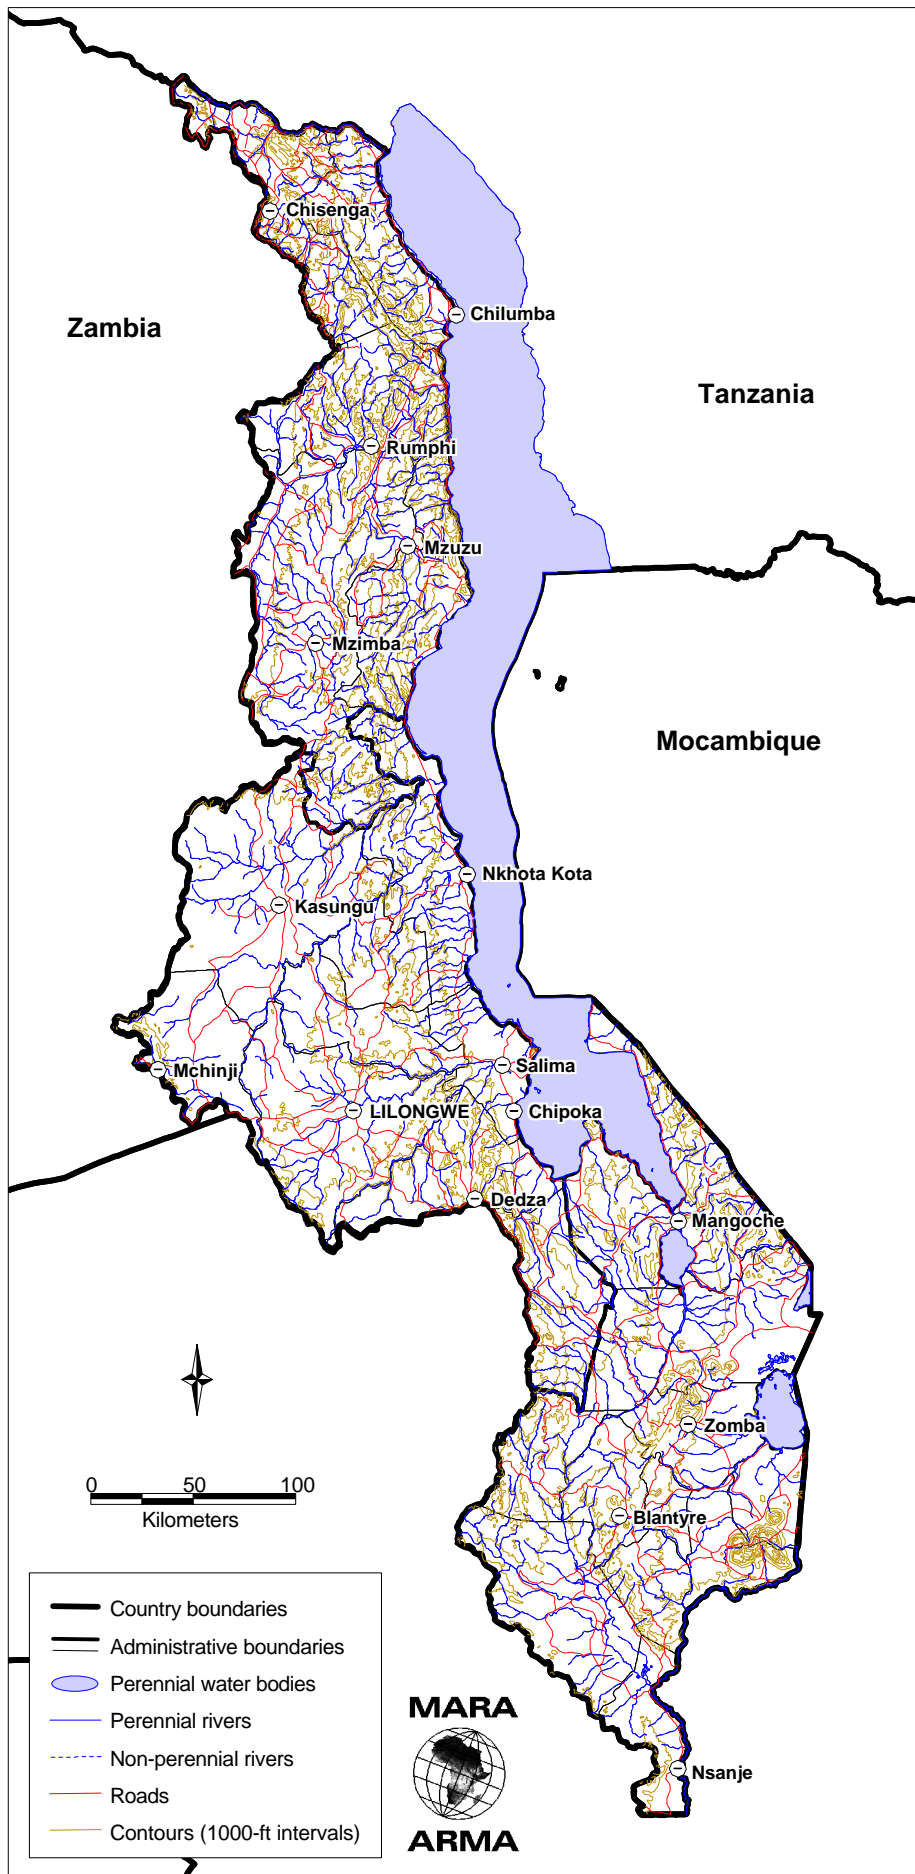 Chisenga
Chilumba
Zambia
Tanzania
Rumphi
Mzuzu
Mzimba
Mocambique
Nkhota Kota
Kasungu
Salima
Mchinji
LILONGWE
Chipoka
Dedza
Mangoche
Zomba
0 50 100
Kilometers
Blantyre
Country boundaries
Administrative boundaries
Perennial water bodies
Perennial rivers
Non-perennial rivers
Roads
Contours (1000-ft intervals)
MARA
ARMA
Nsanje